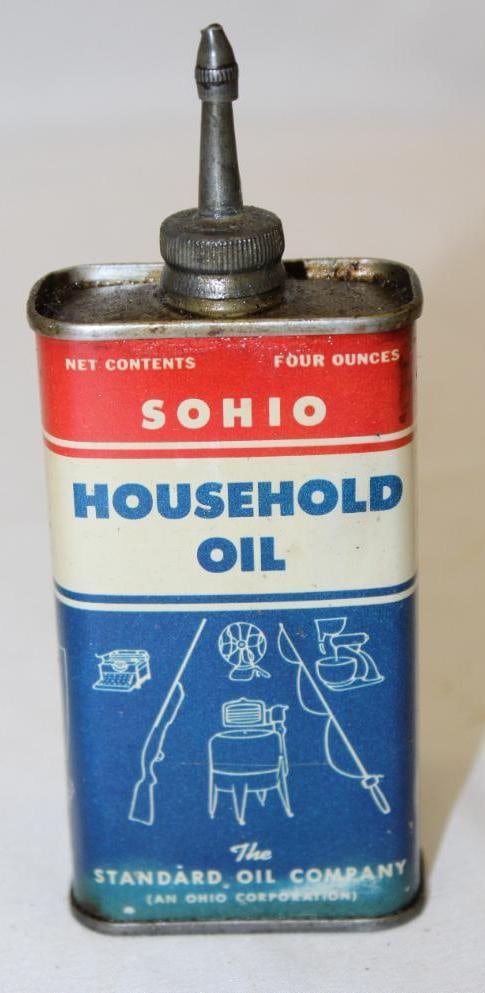 NET CONTENTS FOUR OUNCES
SOHIO
HOUSEHOLD
OIL
The
STANDARD OIL COMPANY
(AN OHIO CORPORATION)